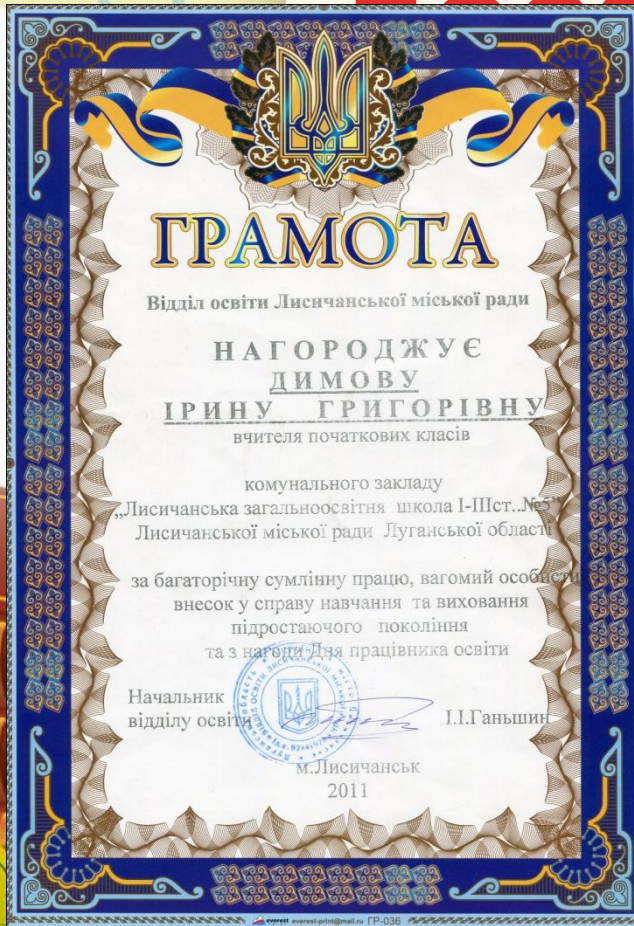 ГРАМОТА
Відділ освіти Лисичанської міської ради
НАГОРОДЖУЄ
ДИМОВУ
ІРИНУ ГРИГОРІВНУ
вчителя початкових класів
комунального закладу
„Лисичанська загальноосвітня школа І-ІІІст..№5"
Лисичанської міської ради Луганської області
за багаторічну сумлінну працю, вагомий особисти
внесок у справу навчання та виховання
підростаючого покоління
та з нагоди Дня працівника освіти
Начальник
відділу освіти І.І.Ганьшин
м.Лисичанськ
2011
everest everest-print@mail.ru ГР-036